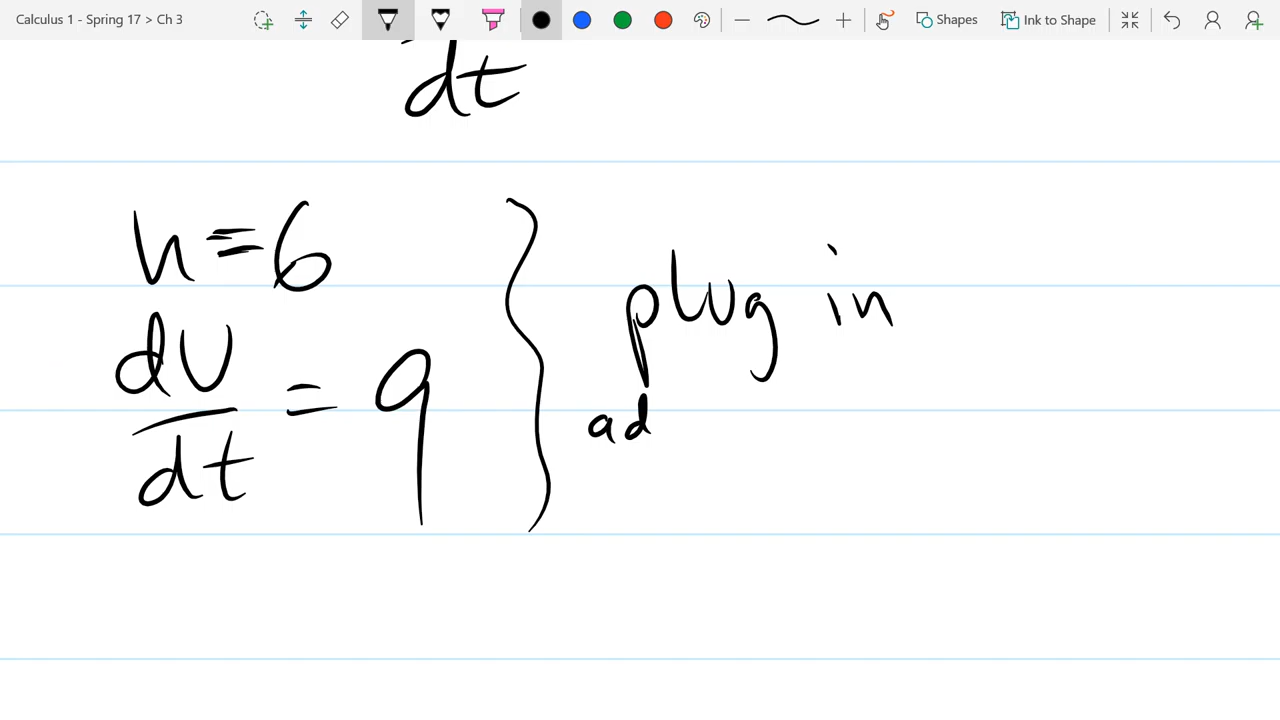 Calculus 1 - Spring 17 > Ch 3
Shapes
Ink to Shape
dt
h = 6
dV/dt = 9
plug in
ad